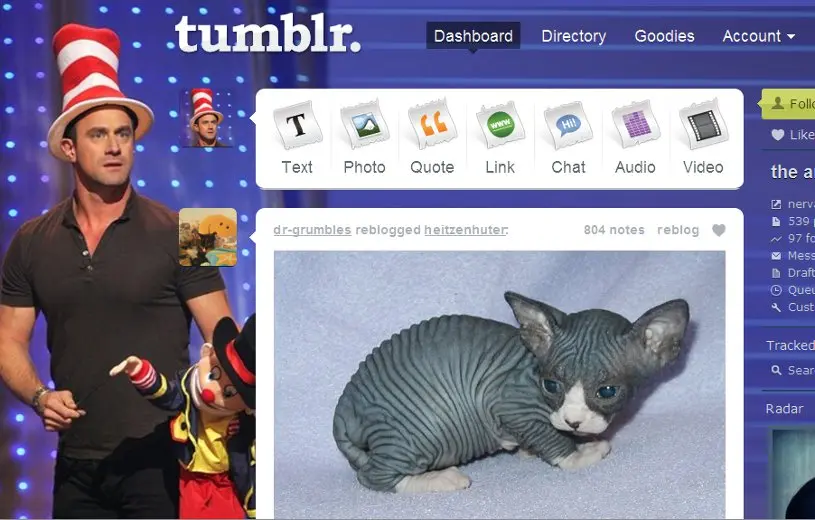 tumblr.
Dashboard Directory Goodies Account
Text Photo Quote Link Chat Audio Video
T www Hi!
dr-grumbles reblogged heitzenhuter: 804 notes reblog
Follo
Like
the a
nerv
539
97 fo
Mess
Draft
Queu
Cust
Tracked
Sear
Radar